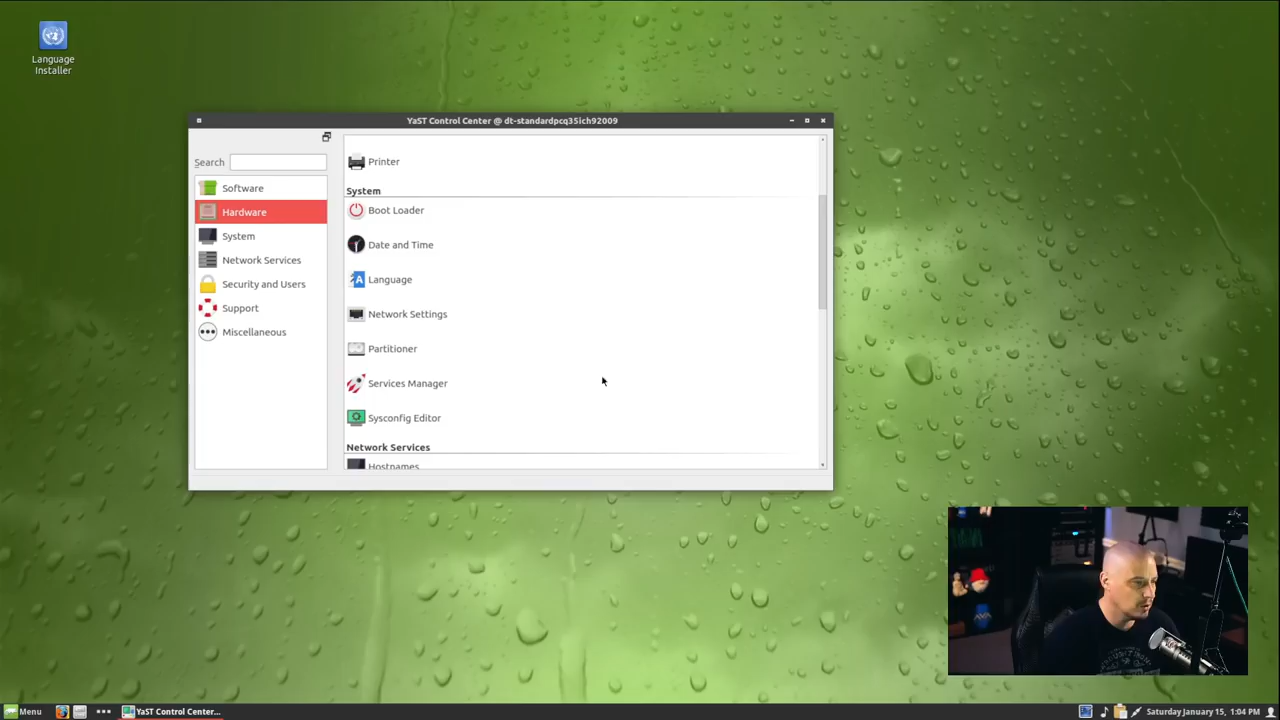 Language
Installer
YaST Control Center @ dt-standardpcq35ich92009
Search
Software
Hardware
System
Network Services
Security and Users
Support
Miscellaneous
Printer
System
Boot Loader
Date and Time
Language
Network Settings
Partitioner
Services Manager
Sysconfig Editor
Network Services
Hostnames
Menu
YaST Control Center...
Saturday January 15, 1:04 PM